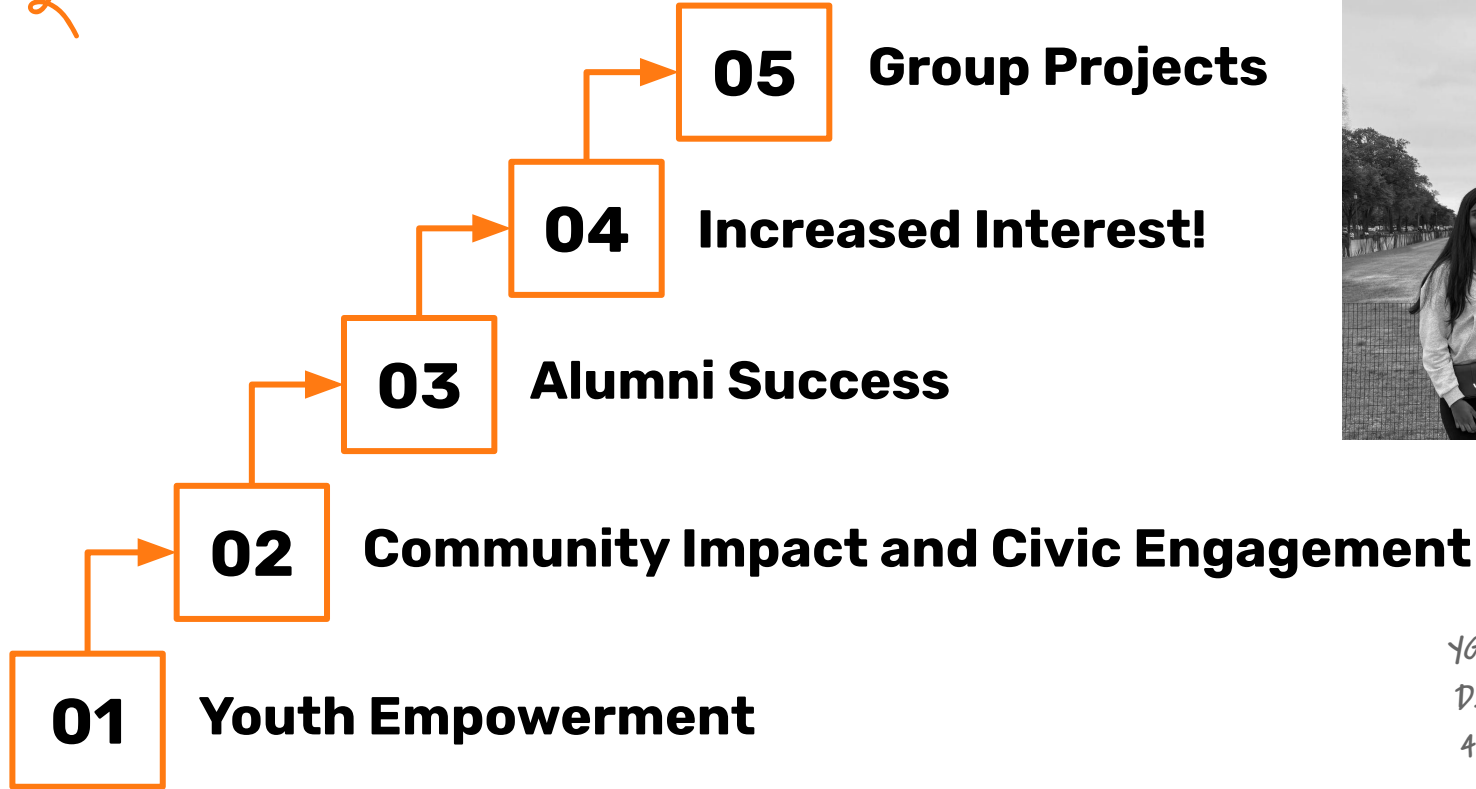 05 Group Projects
04 Increased Interest!
03 Alumni Success
02 Community Impact and Civic Engagement
01 Youth Empowerment